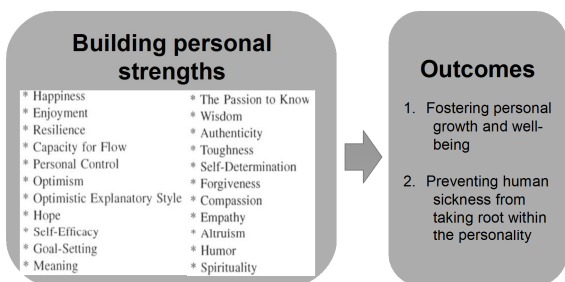 Building personal
strengths
* Happiness
* Enjoyment
* Resilience
* Capacity for Flow
* Personal Control
* Optimism
* Optimistic Explanatory Style
* Hope
* Self-Efficacy
* Goal-Setting
* Meaning
* The Passion to Know
* Wisdom
* Authenticity
* Toughness
* Self-Determination
* Forgiveness
* Compassion
* Empathy
* Altruism
* Humor
* Spirituality
Outcomes
1. Fostering personal
growth and well-
being
2. Preventing human
sickness from
taking root within
the personality